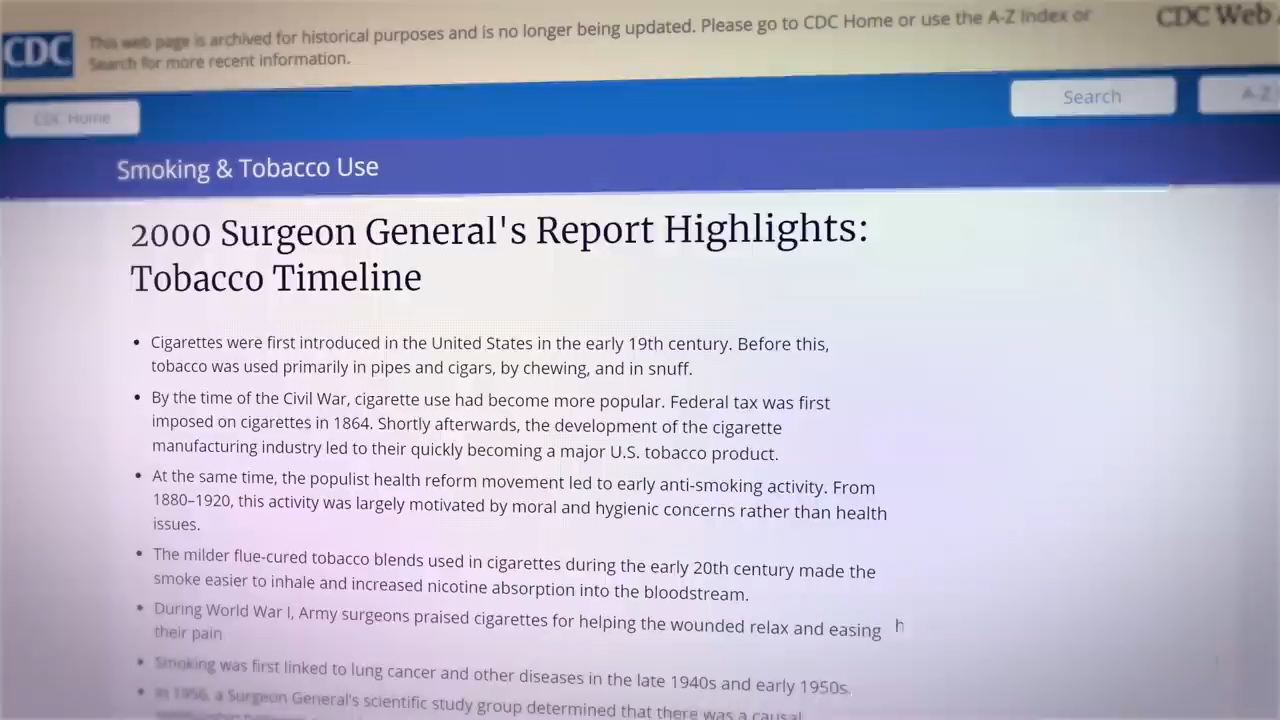 This web page is archived for historical purposes and is no longer being updated. Please go to CDC Home or use the A-Z Index or
Search for more recent information.
CDC
CDC Web
CDC Home
Search
A-Z
Smoking & Tobacco Use
2000 Surgeon General's Report Highlights:
Tobacco Timeline
• Cigarettes were first introduced in the United States in the early 19th century. Before this,
tobacco was used primarily in pipes and cigars, by chewing, and in snuff.
• By the time of the Civil War, cigarette use had become more popular. Federal tax was first
imposed on cigarettes in 1864. Shortly afterwards, the development of the cigarette
manufacturing industry led to their quickly becoming a major U.S. tobacco product.
• At the same time, the populist health reform movement led to early anti-smoking activity. From
1880–1920, this activity was largely motivated by moral and hygienic concerns rather than health
issues.
• The milder flue-cured tobacco blends used in cigarettes during the early 20th century made the
smoke easier to inhale and increased nicotine absorption into the bloodstream.
• During World War I, Army surgeons praised cigarettes for helping the wounded relax and easing h
their pain
• Smoking was first linked to lung cancer and other diseases in the late 1940s and early 1950s.
• In 1956, a Surgeon General's scientific study group determined that there was a causal